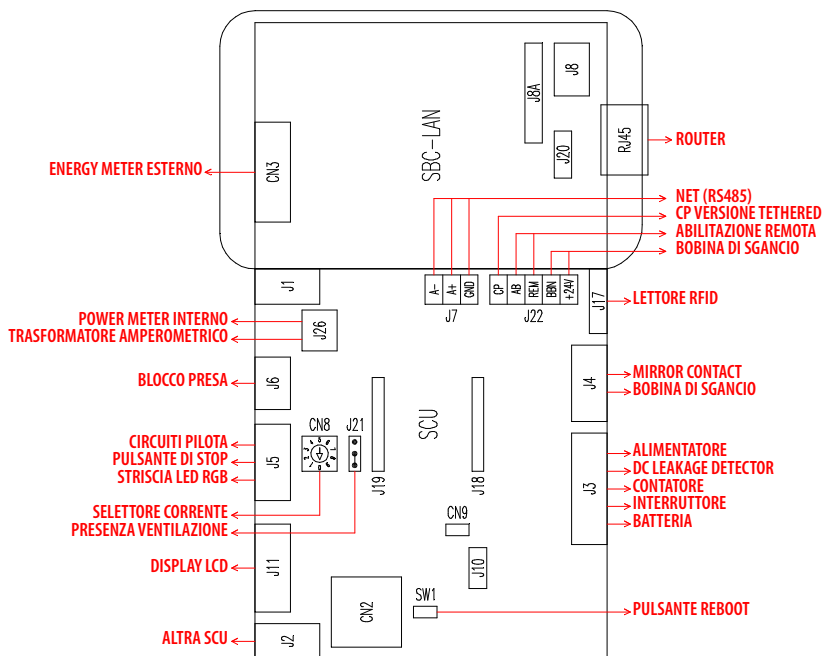 J8
J8A
J20
RJ45
ROUTER
SBC-LAN
ENERGY METER ESTERNO
CN3
NET (RS485)
CP VERSIONE TETHERED
ABILITAZIONE REMOTA
BOBINA DI SGANCIO
J1
A-
A+
GND
J7
CP
AB
REM
BBN
+24V
J22
J17
LETTORE RFID
POWER METER INTERNO
TRASFORMATORE AMPEROMETRICO
J26
BLOCCO PRESA
J6
J4
MIRROR CONTACT
BOBINA DI SGANCIO
CIRCUITI PILOTA
PULSANTE DI STOP
STRISCIA LED RGB
J5
CN8
J21
J19
SCU
J18
J3
ALIMENTATORE
DC LEAKAGE DETECTOR
CONTATORE
INTERRUTTORE
BATTERIA
SELETTORE CORRENTE
PRESENZA VENTILAZIONE
CN9
DISPLAY LCD
J11
J10
CN2
SW1
PULSANTE REBOOT
ALTRA SCU
J2